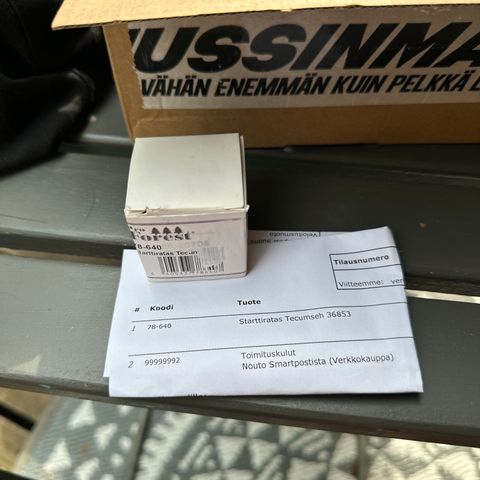 USSINMA
VÄHÄN ENEMMÄN KUIN PELKKÄ
Forest
78-640
Starttiratas Tecum
Tilausnumero
Viitteemme:
# Koodi Tuote
1 78-640 Starttiratas Tecumseh 36853
2 99999992 Toimituskulut
Nouto Smartpostista (Verkkokauppa)